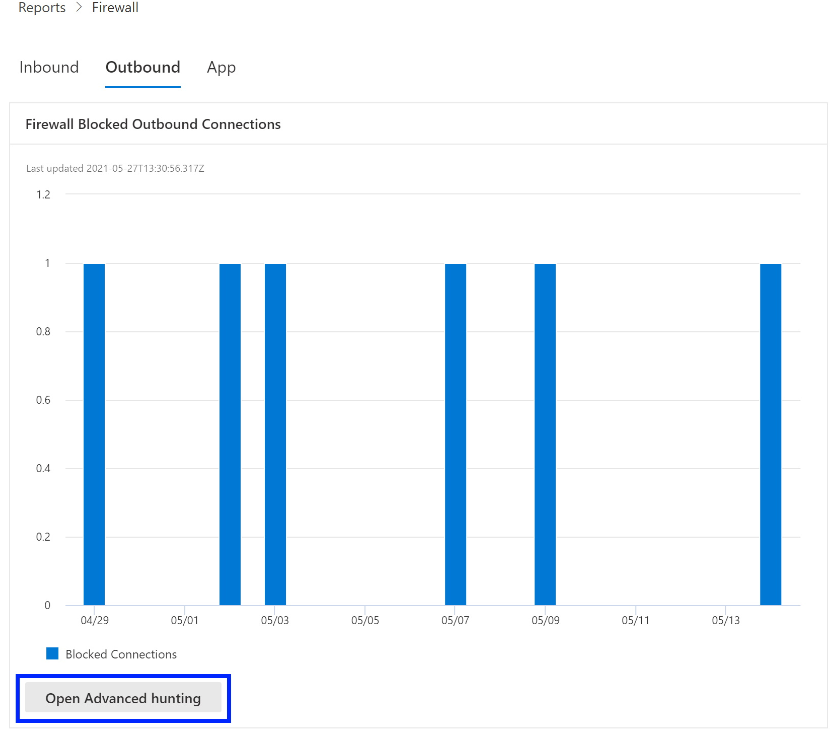 Reports > Firewall
Inbound Outbound App
Firewall Blocked Outbound Connections
Last updated 2021-05-27T13:30:56.317Z
1.2
1
0.8
0.6
0.4
0.2
0
04/29 05/01 05/03 05/05 05/07 05/09 05/11 05/13
Blocked Connections
Open Advanced hunting